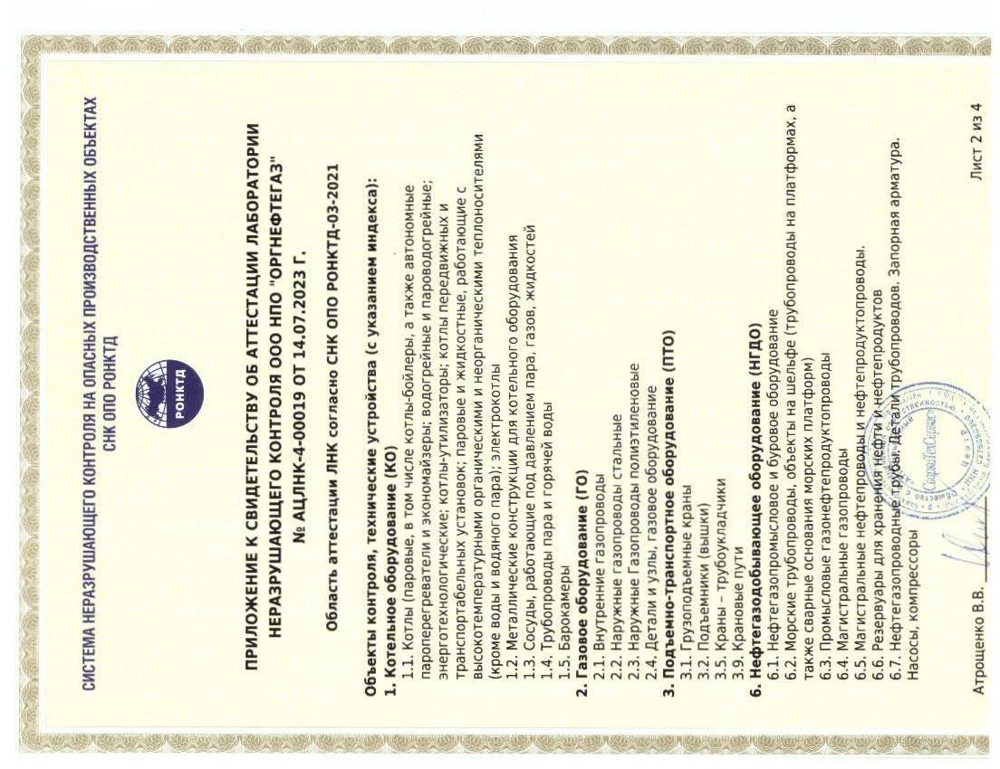 СИСТЕМА НЕРАЗРУШАЮЩЕГО КОНТРОЛЯ НА ОПАСНЫХ ПРОИЗВОДСТВЕННЫХ ОБЪЕКТАХ
СНК ОПО РОНКТД
РОНКТД
ПРИЛОЖЕНИЕ К СВИДЕТЕЛЬСТВУ ОБ АТТЕСТАЦИИ ЛАБОРАТОРИИ
НЕРАЗРУШАЮЩЕГО КОНТРОЛЯ ООО НПО "ОРГНЕФТЕГАЗ"
№ АЦЛНК-4-00019 ОТ 14.07.2023 Г.
Область аттестации ЛНК согласно СНК ОПО РОНКТД-03-2021
Объекты контроля, технические устройства (с указанием индекса):
1. Котельное оборудование (КО)
1.1. Котлы (паровые, в том числе котлы-бойлеры, а также автономные
пароперегреватели и экономайзеры; водогрейные и пароводогрейные;
энерготехнологические; котлы-утилизаторы; котлы передвижных и
транспортабельных установок; паровые и жидкостные, работающие с
высокотемпературными органическими и неорганическими теплоносителями
(кроме воды и водяного пара); электрокотлы
1.2. Металлические конструкции для котельного оборудования
1.3. Сосуды, работающие под давлением пара, газов, жидкостей
1.4. Трубопроводы пара и горячей воды
1.5. Барокамеры
2. Газовое оборудование (ГО)
2.1. Внутренние газопроводы
2.2. Наружные газопроводы стальные
2.3. Наружные Газопроводы полиэтиленовые
2.4. Детали и узлы, газовое оборудование
3. Подъемно-транспортное оборудование (ПТО)
3.1. Грузоподъемные краны
3.2. Подъемники (вышки)
3.5. Краны – трубоукладчики
3.9. Крановые пути
6. Нефтегазодобывающее оборудование (НГДО)
6.1. Нефтегазопромысловое и буровое оборудование
6.2. Морские трубопроводы, объекты на шельфе (трубопроводы на платформах, а
также сварные основания морских платформ)
6.3. Промысловые газонефтепродуктопроводы
6.4. Магистральные газопроводы
6.5. Магистральные нефтепроводы и нефтепродуктопроводы.
6.6. Резервуары для хранения нефти и нефтепродуктов
6.7. Нефтегазопроводные трубы. Детали трубопроводов. Запорная арматура.
Насосы, компрессоры
Атрощенко В.В.
Лист 2 из 4